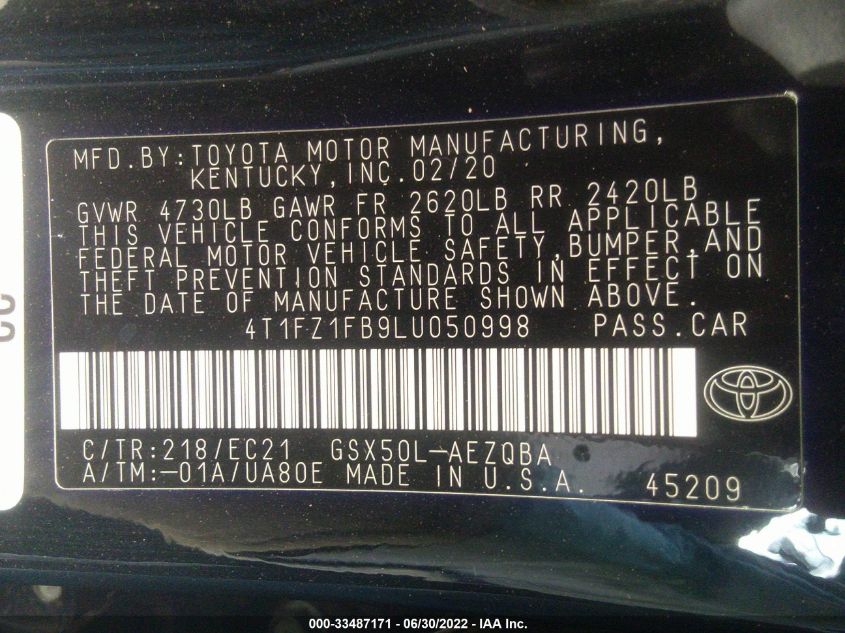 MFD.BY:TOYOTA MOTOR MANUFACTURING,
KENTUCKY,INC.02/20
GVWR 4730LB GAWR FR 2620LB RR 2420LB
THIS VEHICLE CONFORMS TO ALL APPLICABLE
FEDERAL MOTOR VEHICLE SAFETY,BUMPER,AND
THEFT PREVENTION STANDARDS IN EFFECT ON
THE DATE OF MANUFACTURE SHOWN ABOVE.
4T1FZ1FB9LU050998 PASS.CAR
C/TR:218/EC21 GSX50L-AEZQBA
A/TM:-01A/UA80E MADE IN U.S.A. 45209
000-33487171 - 06/30/2022 - IAA Inc.